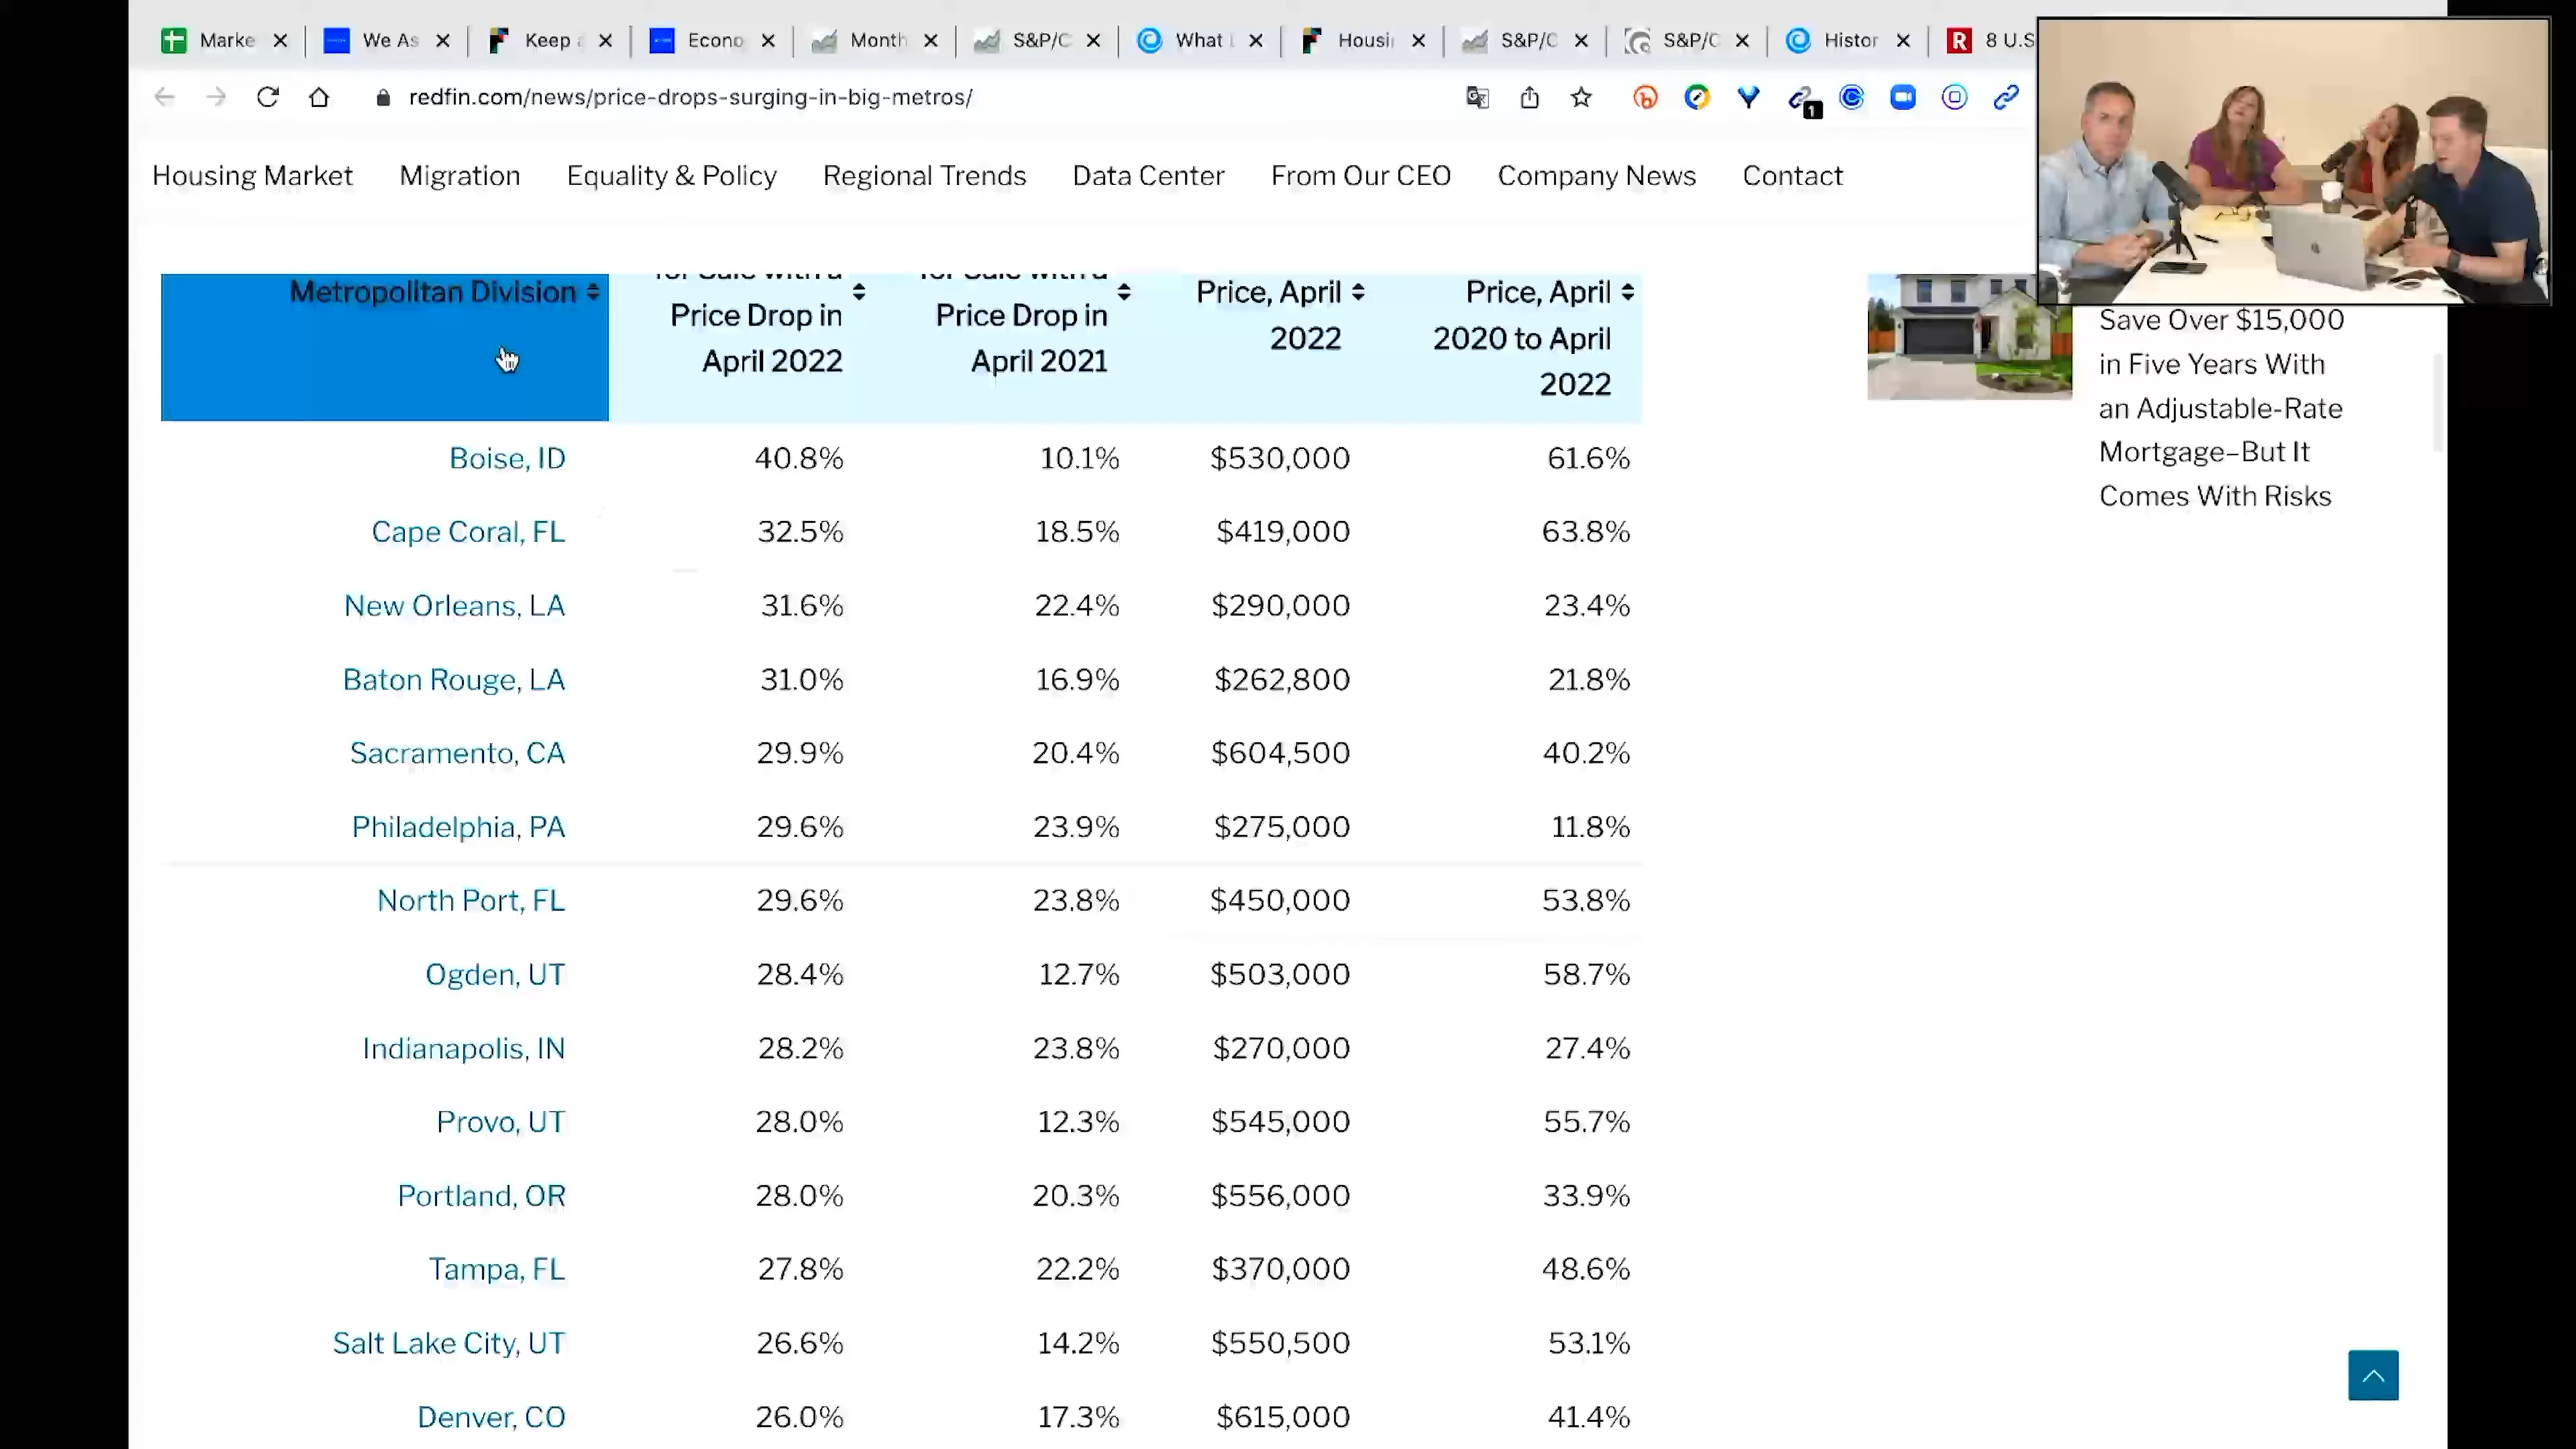 Marke We As Keep Econo Month S&P/C What Housi S&P/C S&P/C Histor 8 U.S
redfin.com/news/price-drops-surging-in-big-metros/
1
Housing Market Migration Equality & Policy Regional Trends Data Center From Our CEO Company News Contact
Metropolitan Division
for Sale with a
Price Drop in
April 2022
for Sale with a
Price Drop in
April 2021
Price, April
2022
Price, April
2020 to April
2022
Boise, ID 40.8% 10.1% $530,000 61.6%
Cape Coral, FL 32.5% 18.5% $419,000 63.8%
New Orleans, LA 31.6% 22.4% $290,000 23.4%
Baton Rouge, LA 31.0% 16.9% $262,800 21.8%
Sacramento, CA 29.9% 20.4% $604,500 40.2%
Philadelphia, PA 29.6% 23.9% $275,000 11.8%
North Port, FL 29.6% 23.8% $450,000 53.8%
Ogden, UT 28.4% 12.7% $503,000 58.7%
Indianapolis, IN 28.2% 23.8% $270,000 27.4%
Provo, UT 28.0% 12.3% $545,000 55.7%
Portland, OR 28.0% 20.3% $556,000 33.9%
Tampa, FL 27.8% 22.2% $370,000 48.6%
Salt Lake City, UT 26.6% 14.2% $550,500 53.1%
Denver, CO 26.0% 17.3% $615,000 41.4%
Save Over $15,000
in Five Years With
an Adjustable-Rate
Mortgage–But It
Comes With Risks